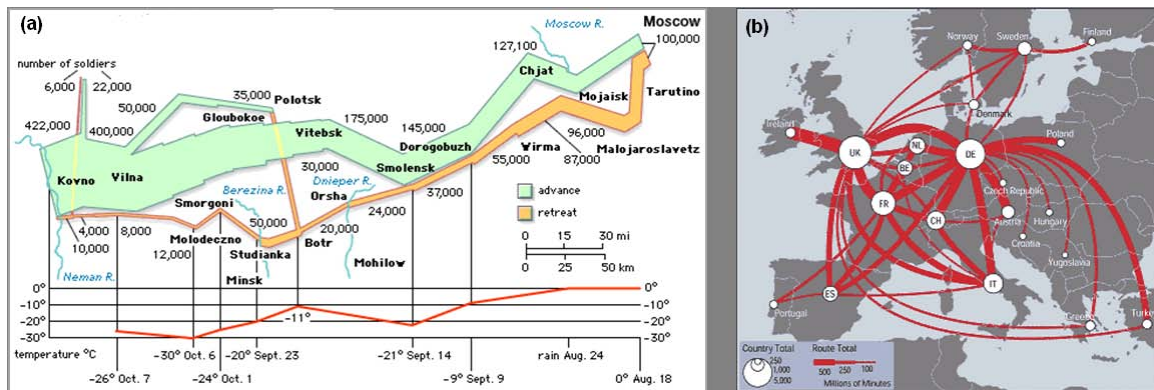 (a)
Moscow
Moscow R.
100,000
127,100
number of soldiers
6,000
22,000
Chjat
35,000
Polotsk
Mojaisk
Tarutino
50,000
Gloubokoe
175,000
422,000
400,000
Vitebsk
145,000
Dorogobuzh
96,000
Wirma
Malojaroslavetz
55,000
87,000
Kovno
Vilna
30,000
Smolensk
Berezina R.
Dnieper R.
Orsha
37,000
advance
Smorgoni
24,000
retreat
4,000
8,000
50,000
20,000
10,000
Molodeczno
Botr
0 15 30 mi
12,000
Studianka
Mohilow
0 25 50 km
Neman R.
Minsk
0° 0°
-10° -10°
-11°
-20° -20°
-30° -30°
temperature °C
-30° Oct. 6
-20° Sept. 23
-21° Sept. 14
rain Aug. 24
-26° Oct. 7
-24° Oct. 1
-9° Sept. 9
0° Aug. 18
(b)
Norway
Sweden
Finland
Denmark
Ireland
UK
NL
DE
Poland
BE
Czech Republic
FR
CH
Austria
Hungary
Croatia
Yugoslavia
ES
IT
Portugal
Greece
Turkey
Country Total
250
1,000
5,000
Route Total
500 250 100
Millions of Minutes